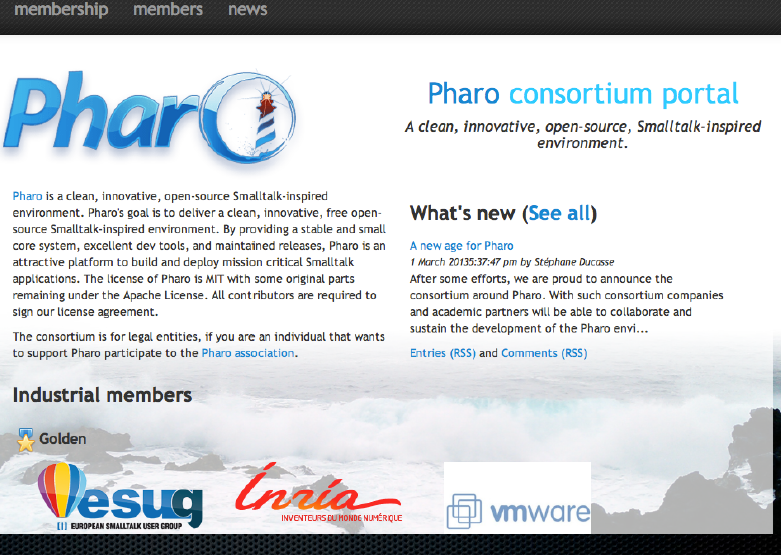 membership members news
Pharo
Pharo consortium portal
A clean, innovative, open-source, Smalltalk-inspired
environment.
Pharo is a clean, innovative, open-source Smalltalk-inspired
environment. Pharo's goal is to deliver a clean, innovative, free open-
source Smalltalk-inspired environment. By providing a stable and small
core system, excellent dev tools, and maintained releases, Pharo is an
attractive platform to build and deploy mission critical Smalltalk
applications. The license of Pharo is MIT with some original parts
remaining under the Apache License. All contributors are required to
sign our license agreement.
The consortium is for legal entities, if you are an individual that wants
to support Pharo participate to the Pharo association.
What's new (See all)
A new age for Pharo
1 March 20135:37:47 pm by Stéphane Ducasse
After some efforts, we are proud to announce the
consortium around Pharo. With such consortium companies
and academic partners will be able to collaborate and
sustain the development of the Pharo envi...
Entries (RSS) and Comments (RSS)
Industrial members
Golden
esug
EUROPEAN SMALLTALK USER GROUP
Inria
INVENTEURS DU MONDE NUMÉRIQUE
vmware